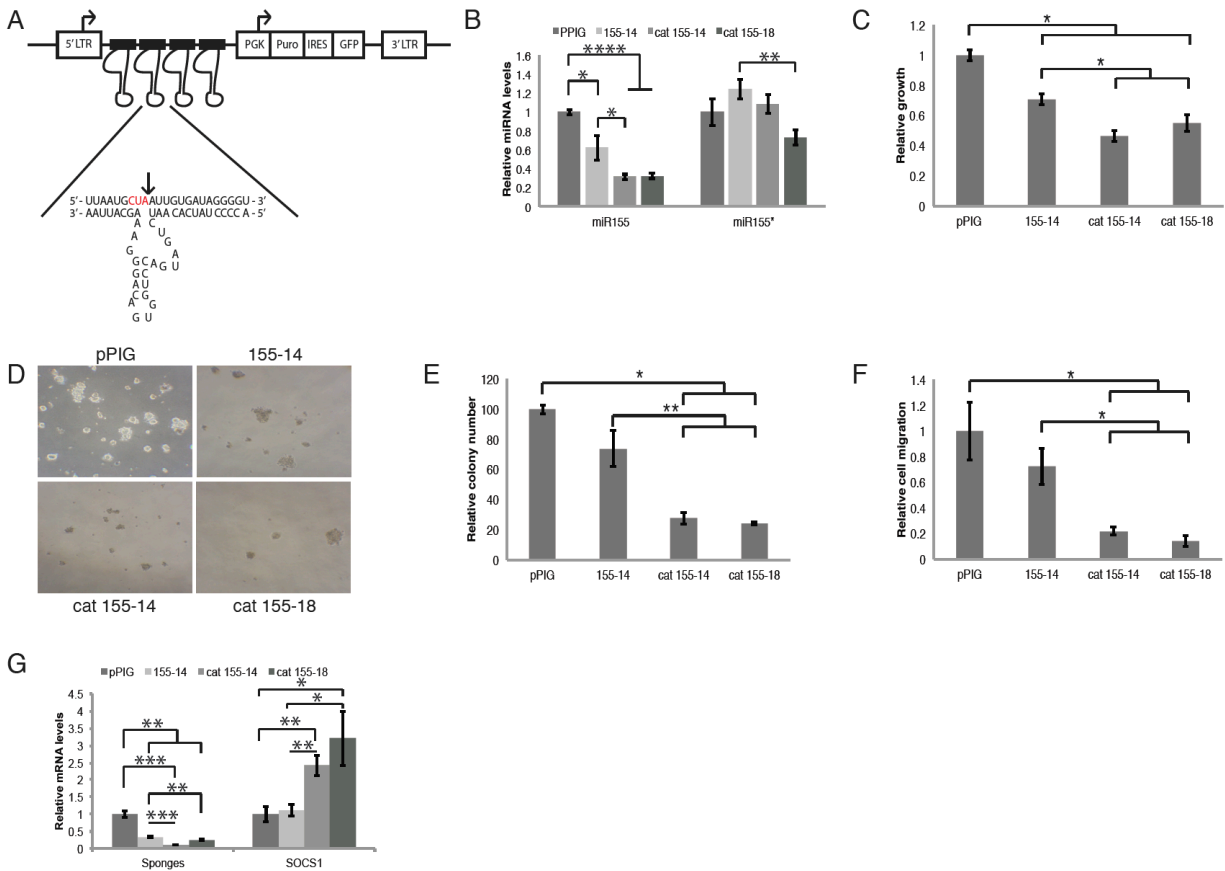 A
5' LTR
PGK
Puro
IRES
GFP
3' LTR
5'- UUAAUGCUAAUUGUGAUAGGGGU - 3'
3'- AAUUACGA UAA CACUAU CCCC A - 5'
A C
A U
G
G
A
U
G C A G U
G C
A U
C G
A G
G U
B
PPIG 155-14 cat 155-14 cat 155-18
Relative miRNA levels
1.6
1.4
1.2
1
0.8
0.6
0.4
0.2
0
****
*
*
**
miR155
miR155*
C
Relative growth
1.2
1
0.8
0.6
0.4
0.2
0
*
*
pPIG
155-14
cat 155-14
cat 155-18
D
pPIG
155-14
cat 155-14
cat 155-18
E
Relative colony number
120
100
80
60
40
20
0
*
**
pPIG
155-14
cat 155-14
cat 155-18
F
Relative cell migration
1.4
1.2
1
0.8
0.6
0.4
0.2
0
*
*
pPIG
155-14
cat 155-14
cat 155-18
G
pPIG 155-14 cat 155-14 cat 155-18
Relative mRNA levels
4.5
4
3.5
3
2.5
2
1.5
1
0.5
0
**
***
**
***
*
*
**
**
Sponges
SOCS1